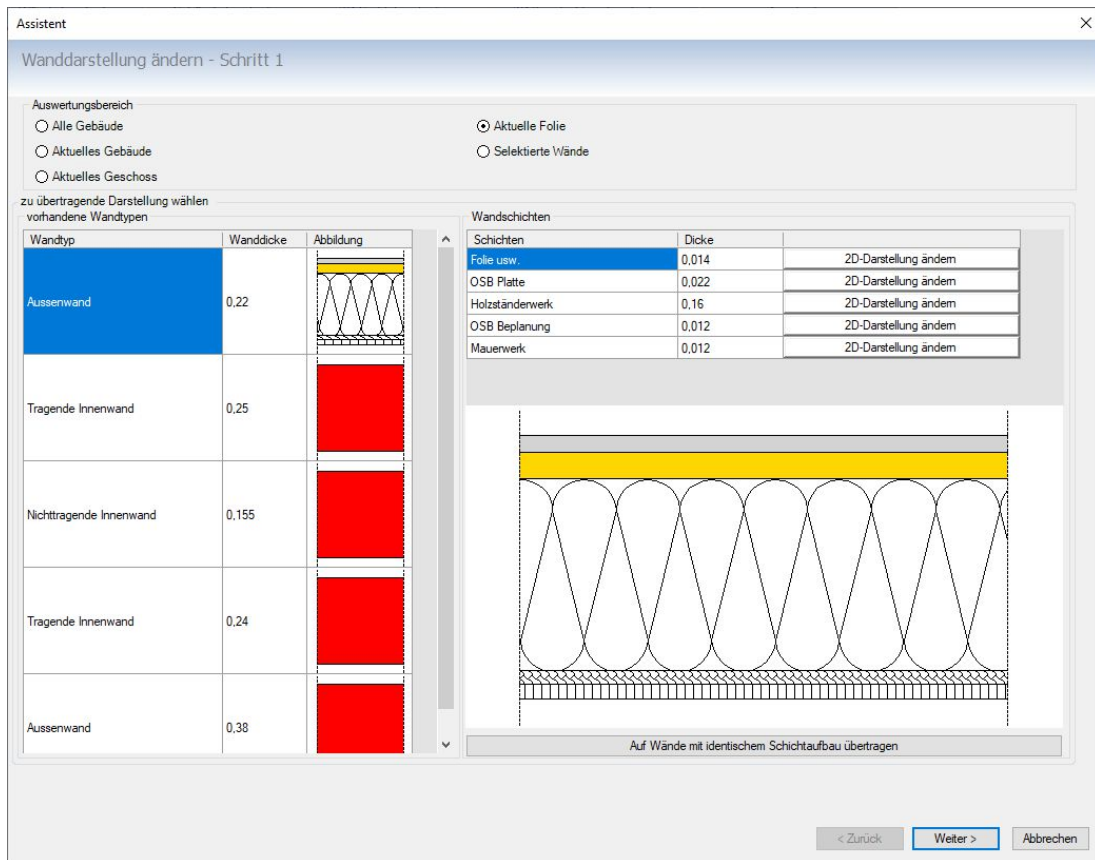 Assistent
Wanddarstellung ändern - Schritt 1
Auswertungsbereich
Alle Gebäude
Aktuelle Folie
Aktuelles Gebäude
Selektierte Wände
Aktuelles Geschoss
zu übertragende Darstellung wählen
vorhandene Wandtypen
Wandtyp Wanddicke Abbildung
Aussenwand 0,22
Tragende Innenwand 0,25
Nichttragende Innenwand 0,155
Tragende Innenwand 0,24
Aussenwand 0,38
Wandschichten
Schichten Dicke
Folie usw. 0,014 2D-Darstellung ändern
OSB Platte 0,022 2D-Darstellung ändern
Holzständerwerk 0,16 2D-Darstellung ändern
OSB Beplanung 0,012 2D-Darstellung ändern
Mauerwerk 0,012 2D-Darstellung ändern
Auf Wände mit identischem Schichtaufbau übertragen
< Zurück Weiter > Abbrechen